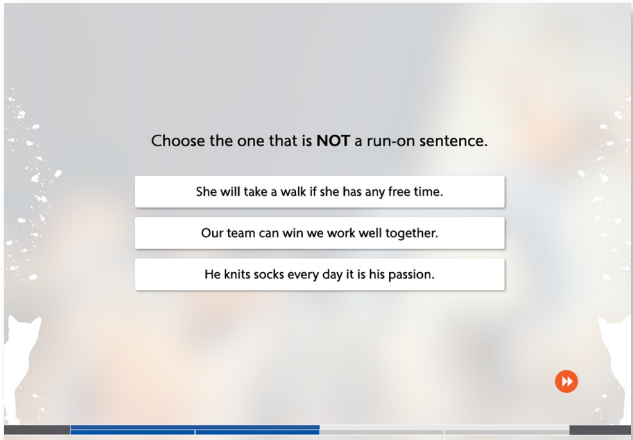 Choose the one that is NOT a run-on sentence.
She will take a walk if she has any free time.
Our team can win we work well together.
He knits socks every day it is his passion.